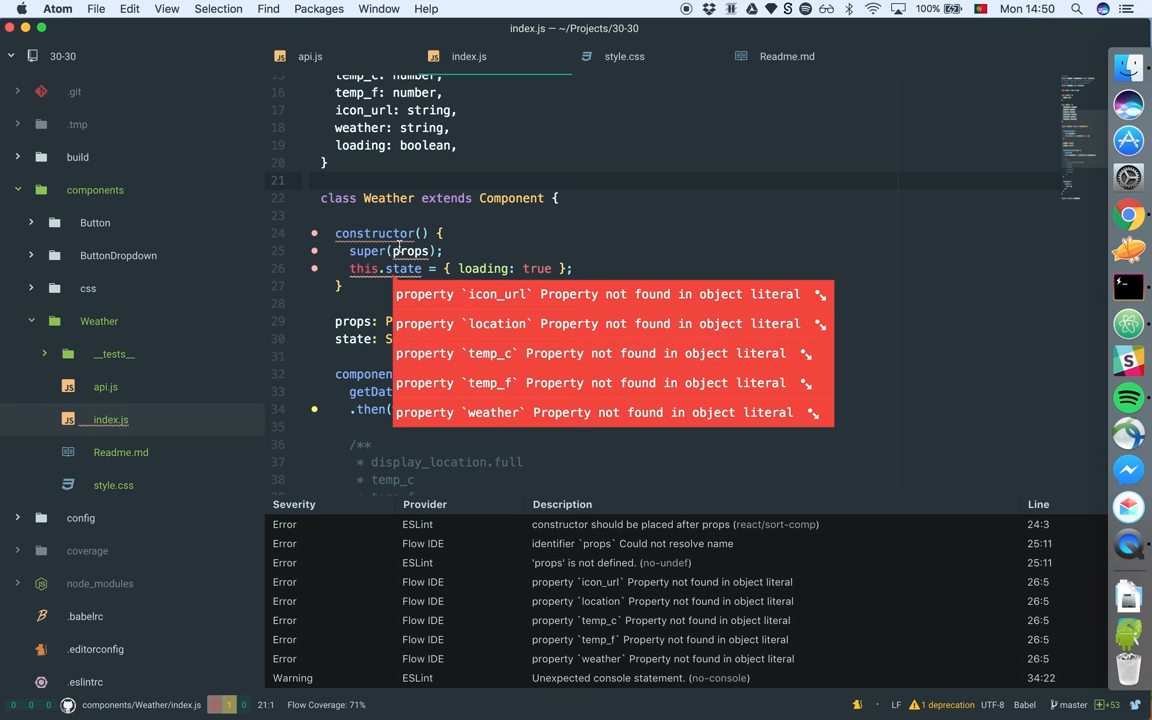 Atom File Edit View Selection Find Packages Window Help 100% Mon 14:50
index.js — ~/Projects/30-30
30-30
api.js
index.js
style.css
Readme.md
.git
.tmp
build
components
Button
ButtonDropdown
css
Weather
__tests__
api.js
index.js
Readme.md
style.css
config
coverage
node_modules
.babelrc
.editorconfig
.eslintrc
15 temp_c: number,
16 temp_f: number,
17 icon_url: string,
18 weather: string,
19 loading: boolean,
20 }
21
22 class Weather extends Component {
23
24 constructor() {
25 super(props);
26 this.state = { loading: true };
27 }
28
29 props: P
30 state: S
31
32 componen
33 getDat
34 .then(
35
36 /**
37 * display_location.full
38 * temp_c
property `icon_url` Property not found in object literal
property `location` Property not found in object literal
property `temp_c` Property not found in object literal
property `temp_f` Property not found in object literal
property `weather` Property not found in object literal
Severity Provider Description Line
Error ESLint constructor should be placed after props (react/sort-comp) 24:3
Error Flow IDE identifier `props` Could not resolve name 25:11
Error ESLint 'props' is not defined. (no-undef) 25:11
Error Flow IDE property `icon_url` Property not found in object literal 26:5
Error Flow IDE property `location` Property not found in object literal 26:5
Error Flow IDE property `temp_c` Property not found in object literal 26:5
Error Flow IDE property `temp_f` Property not found in object literal 26:5
Error Flow IDE property `weather` Property not found in object literal 26:5
Warning ESLint Unexpected console statement. (no-console) 34:22
0 0 0 components/Weather/index.js 1 0 21:1 Flow Coverage: 71% LF 1 deprecation UTF-8 Babel master +53